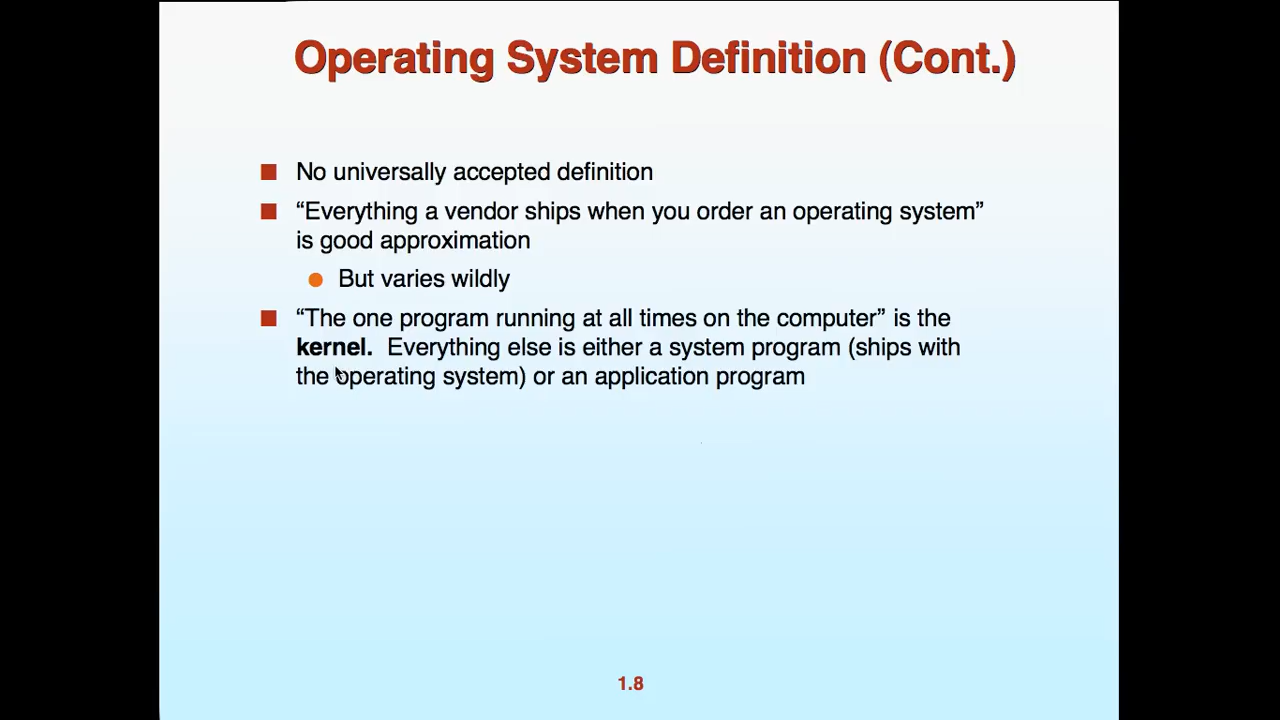 Operating System Definition (Cont.)
No universally accepted definition
“Everything a vendor ships when you order an operating system”
is good approximation
But varies wildly
“The one program running at all times on the computer” is the
kernel. Everything else is either a system program (ships with
the operating system) or an application program
1.8